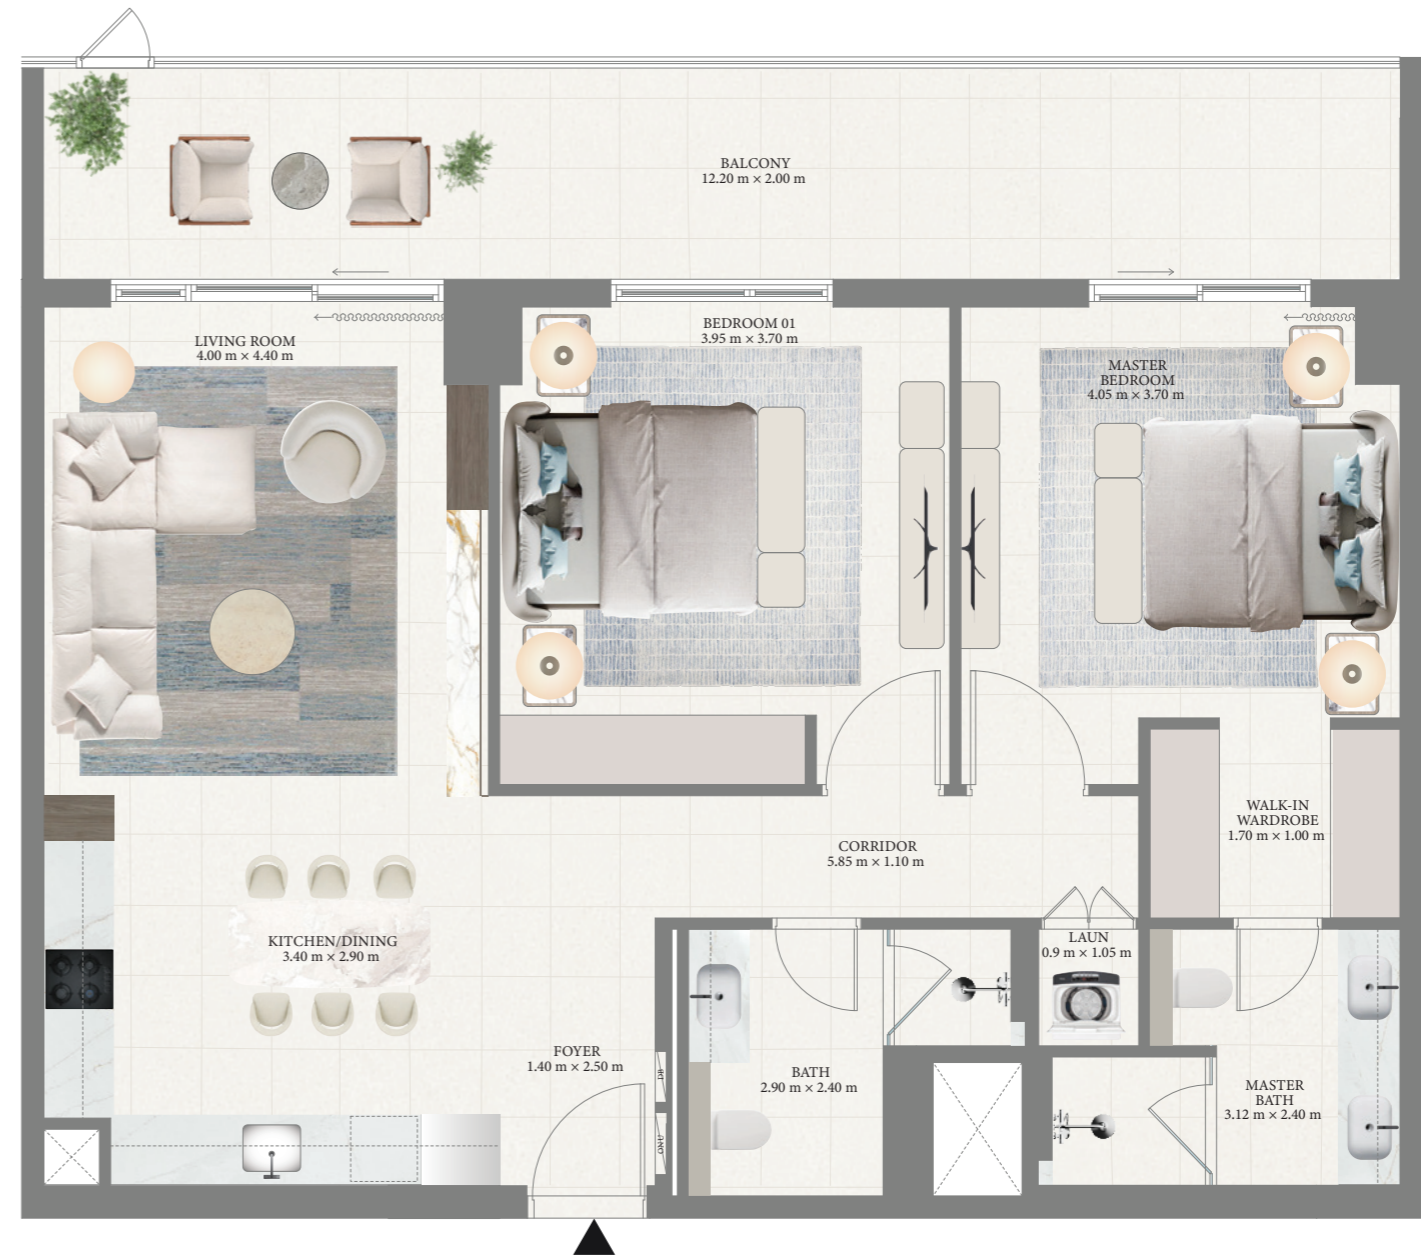 BALCONY
12.20 m × 2.00 m
LIVING ROOM
4.00 m × 4.40 m
BEDROOM 01
3.95 m × 3.70 m
MASTER
BEDROOM
4.05 m × 3.70 m
WALK-IN
WARDROBE
1.70 m × 1.00 m
CORRIDOR
5.85 m × 1.10 m
KITCHEN/DINING
3.40 m × 2.90 m
LAUN
0.9 m × 1.05 m
FOYER
1.40 m × 2.50 m
DB
ONU
BATH
2.90 m × 2.40 m
MASTER
BATH
3.12 m × 2.40 m